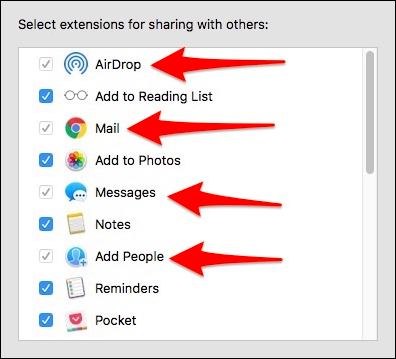 Select extensions for sharing with others:
AirDrop
Add to Reading List
Mail
Add to Photos
Messages
Notes
Add People
Reminders
Pocket